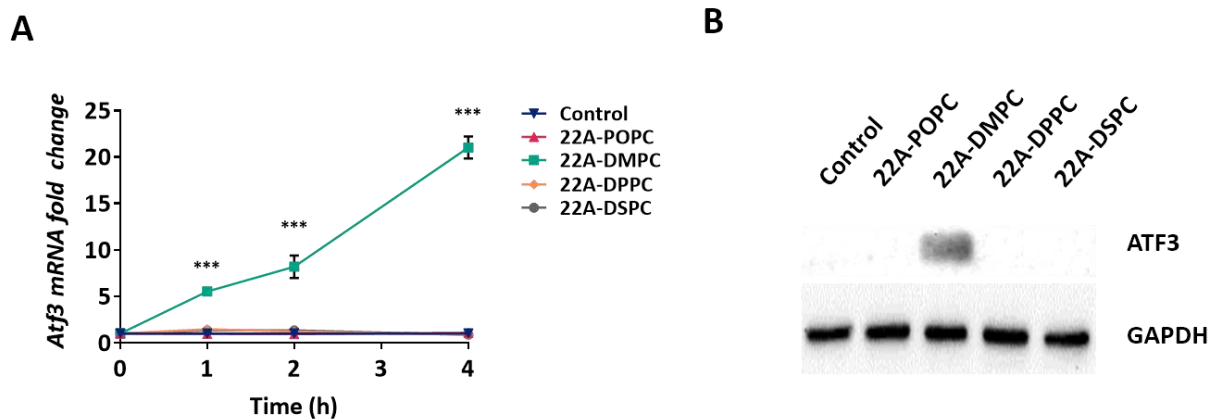 A
Atf3 mRNA fold change
25
20
15
10
5
0
***
***
***
0 1 2 3 4
Time (h)
Control
22A-POPC
22A-DMPC
22A-DPPC
22A-DSPC
B
Control
22A-POPC
22A-DMPC
22A-DPPC
22A-DSPC
ATF3
GAPDH